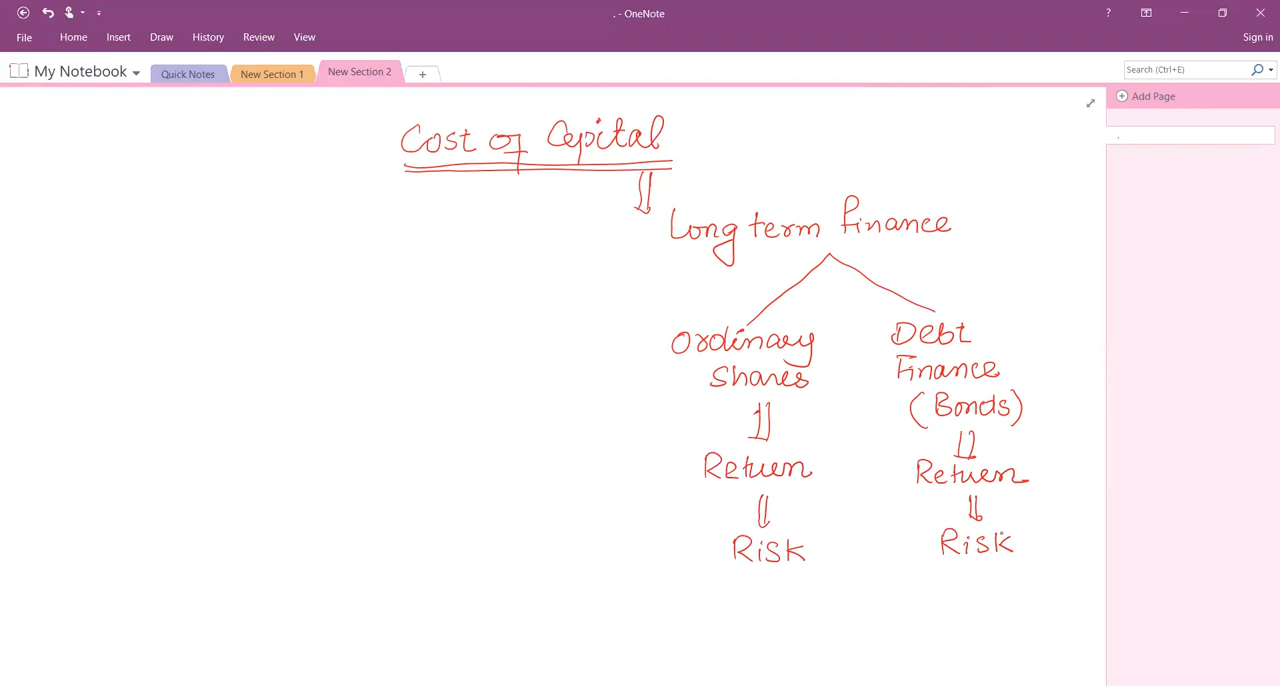 . - OneNote
?
File Home Insert Draw History Review View
Sign in
My Notebook
Quick Notes
New Section 1
New Section 2
+
Search (Ctrl+E)
Add Page
.
Cost of Capital
Long term finance
Ordinary
Shares
Return
Risk
Debt
Finance
(Bonds)
Return
Risk